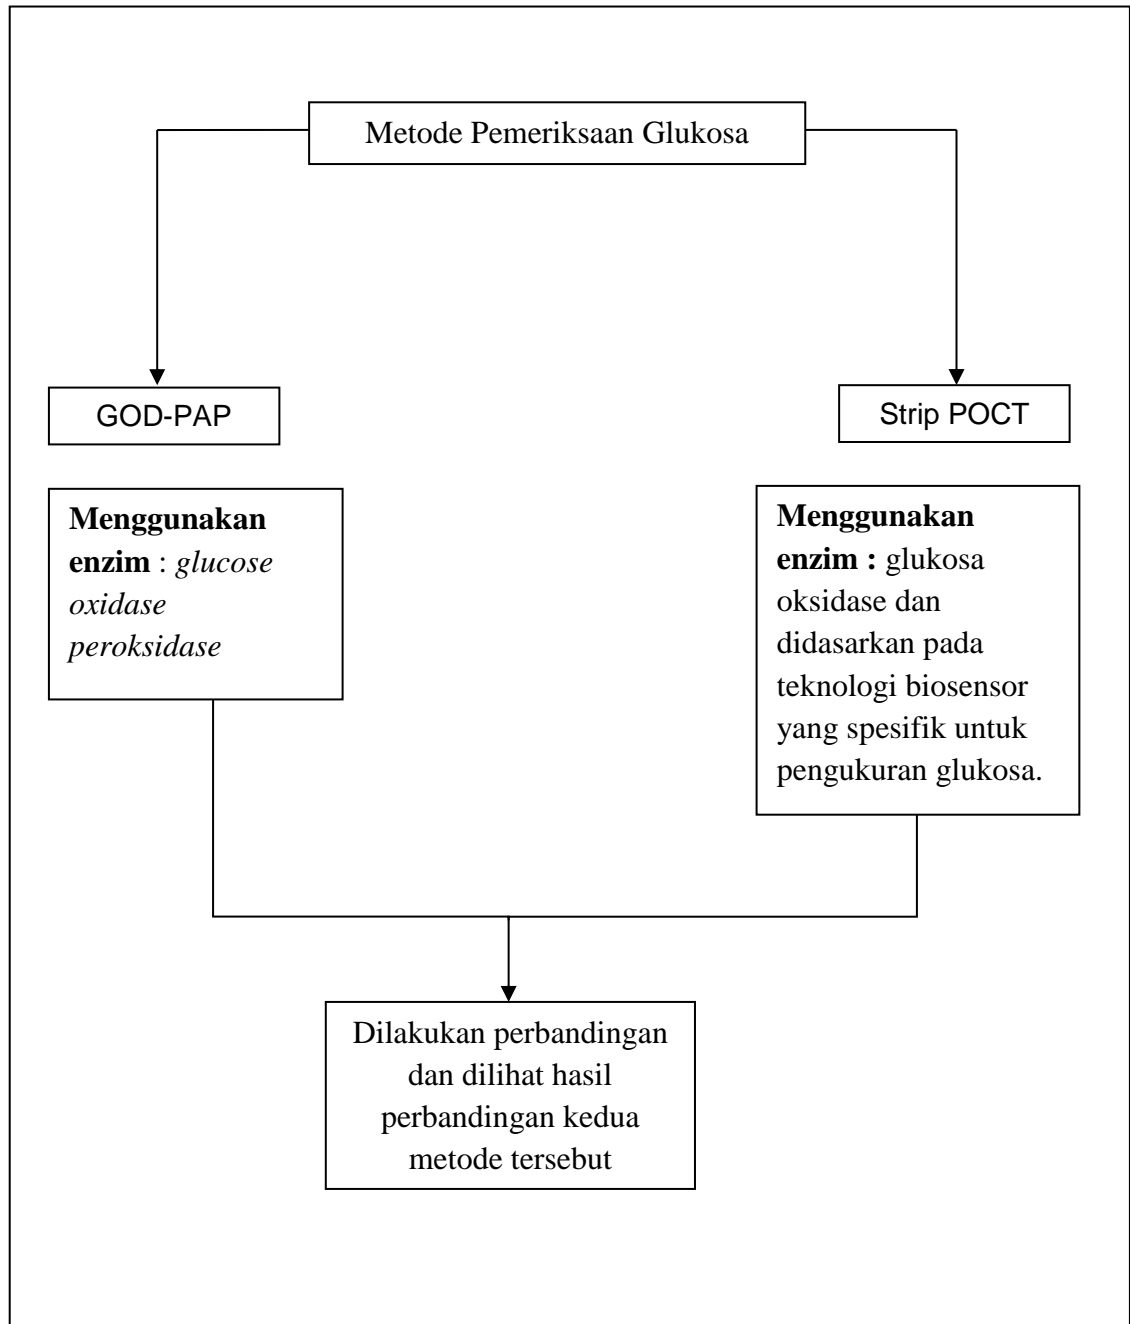 Metode Pemeriksaan Glukosa
GOD-PAP
Strip POCT
Menggunakan
enzim : glucose
oxidase
peroksidase
Menggunakan
enzim : glukosa
oksidase dan
didasarkan pada
teknologi biosensor
yang spesifik untuk
pengukuran glukosa.
Dilakukan perbandingan
dan dilihat hasil
perbandingan kedua
metode tersebut